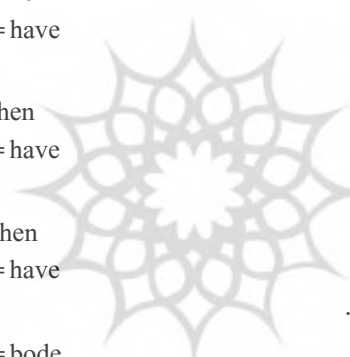 = have
hen
= have
hen
= have
.
= bode